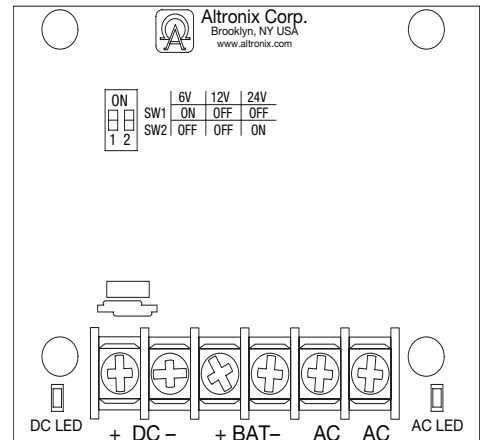 Altronix Corp.
Brooklyn, NY USA
www.altronix.com
ON
1 2
6V 12V 24V
SW1 ON OFF OFF
SW2 OFF OFF ON
DC LED
+ DC –
+ BAT–
AC AC
AC LED